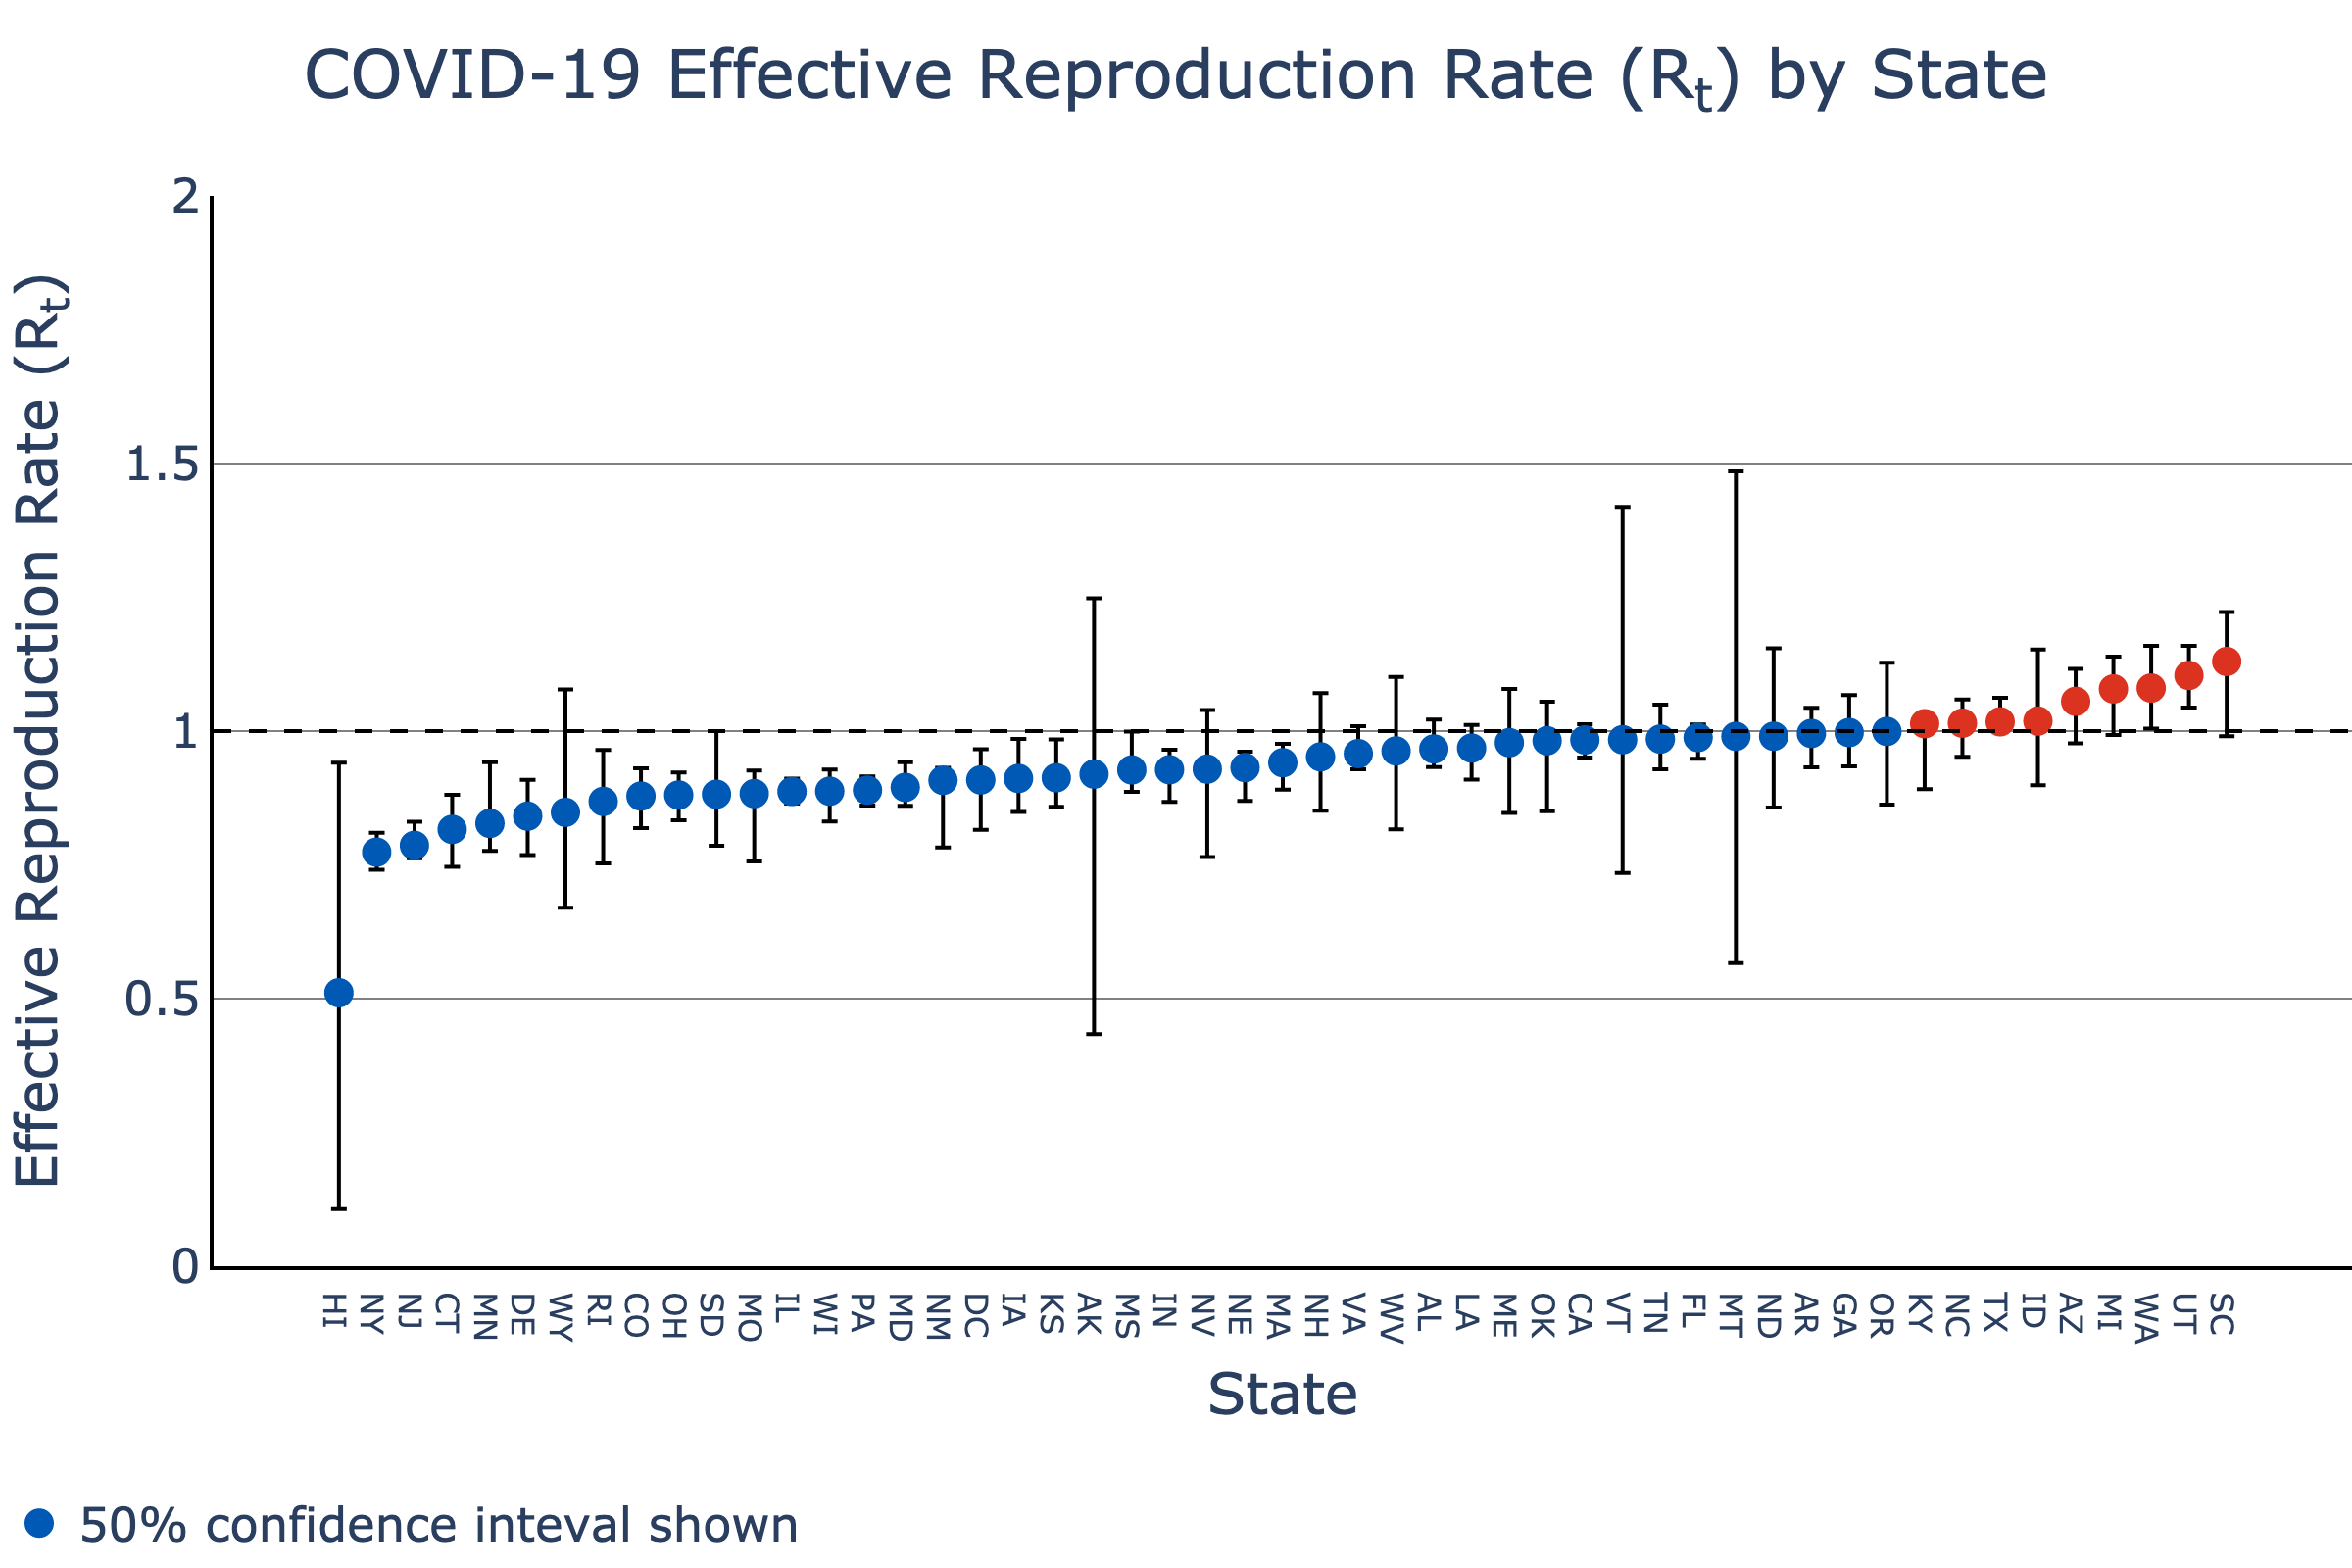 COVID-19 Effective Reproduction Rate (Rt) by State
Effective Reproduction Rate (Rt)
2
1.5
1
0.5
0
HI NY NJ CT MN DE WY RI CO OH SD MO IL WI PA MD NM DC IA KS AK MS IN NV NE MA NH VA WV AL LA ME OK CA VT TN FL MT ND AR GA OR KY NC TX ID AZ MI WA UT SC
State
50% confidence inteval shown